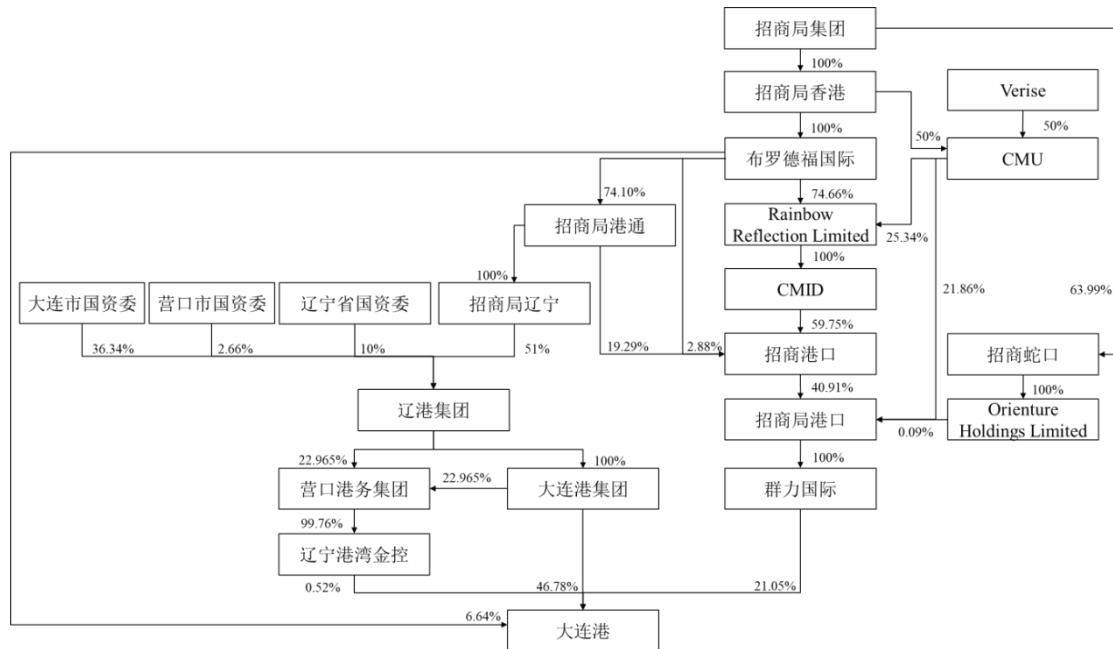 招商局集团
100%
招商局香港
Verise
100%
50%
50%
布罗德福国际
CMU
74.10%
74.66%
招商局港通
Rainbow
Reflection Limited
25.34%
100%
100%
大连市国资委
营口市国资委
辽宁省国资委
招商局辽宁
CMID
21.86%
63.99%
59.75%
36.34%
2.66%
10%
51%
19.29%
2.88%
招商港口
招商蛇口
40.91%
100%
辽港集团
招商局港口
Orienture
Holdings Limited
0.09%
22.965%
100%
100%
营口港务集团
22.965%
大连港集团
群力国际
99.76%
辽宁港湾金控
0.52%
46.78%
21.05%
6.64%
大连港